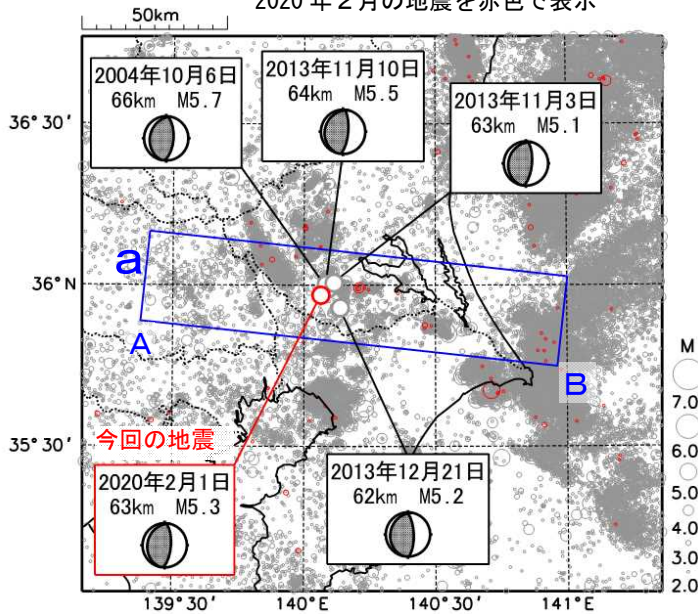 2020年2月の地震を赤色で表示
50km
2004年10月6日
66km M5.7
2013年11月10日
64km M5.5
2013年11月3日
63km M5.1
36°30′
36°N
35°30′
a
A
B
今回の地震
2020年2月1日
63km M5.3
2013年12月21日
62km M5.2
M
7.0
6.0
5.0
4.0
3.0
2.0
139°30′
140°E
140°30′
141°E